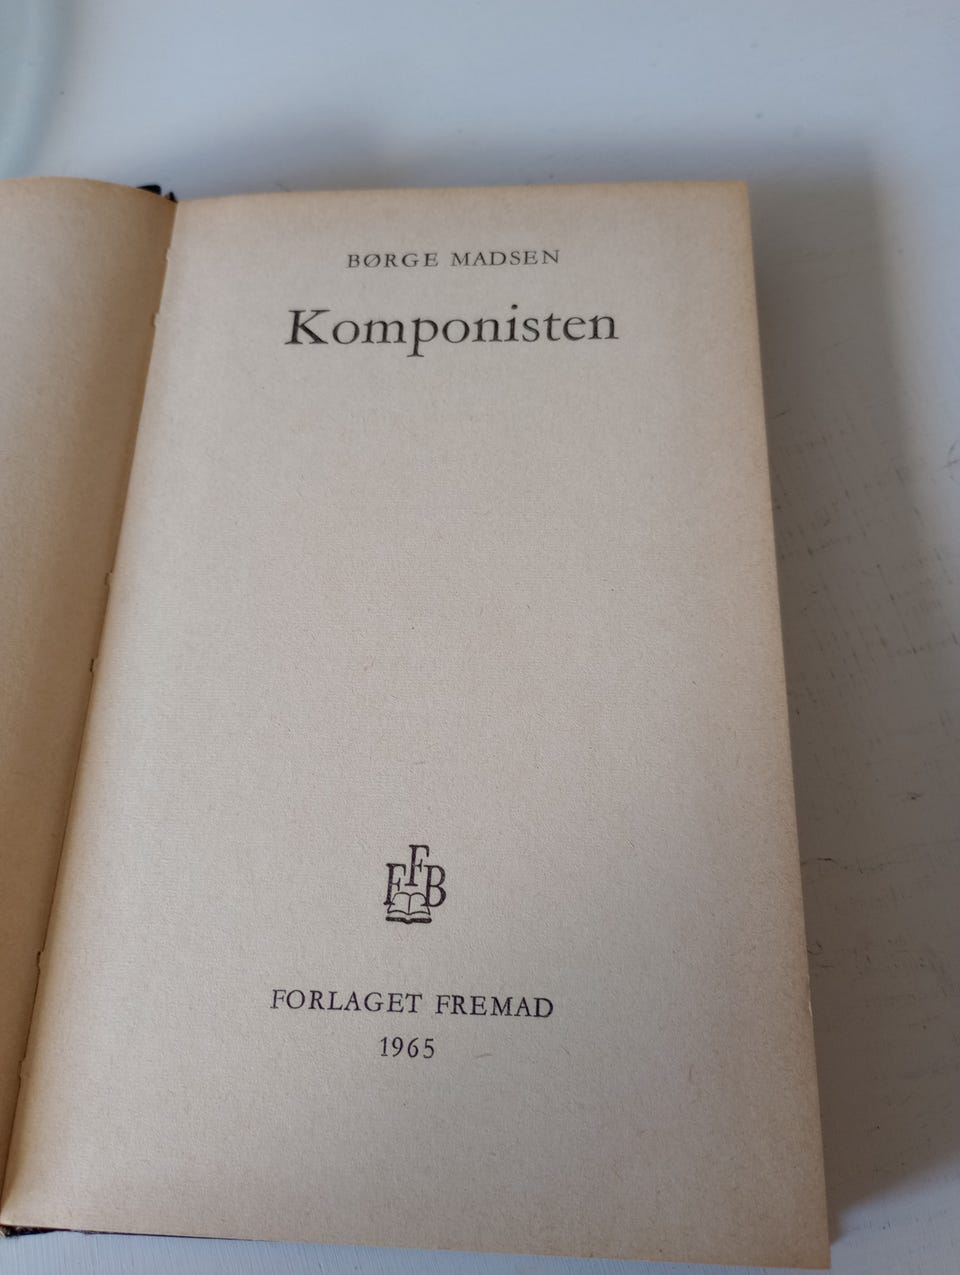 BØRGE MADSEN
Komponisten
FFB
FORLAGET FREMAD
1965